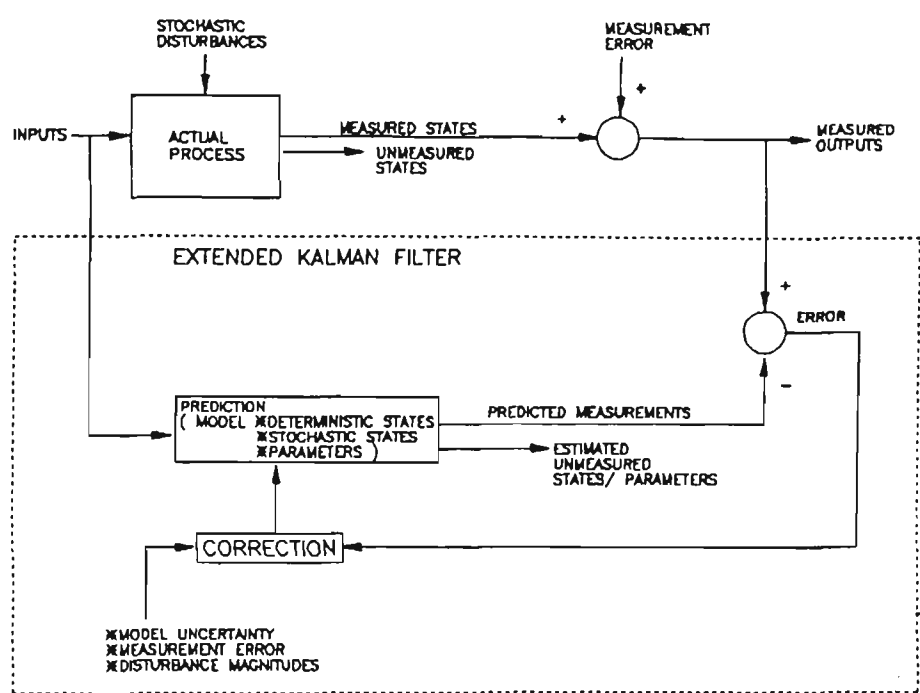 STOCHASTIC
DISTURBANCES
MEASUREMENT
ERROR
+
INPUTS
ACTUAL
PROCESS
MEASURED STATES
+
UNMEASURED
STATES
MEASURED
OUTPUTS
EXTENDED KALMAN FILTER
+
ERROR
-
PREDICTION
( MODEL *DETERMINISTIC STATES
*STOCHASTIC STATES
*PARAMETERS )
PREDICTED MEASUREMENTS
ESTIMATED
UNMEASURED
STATES/ PARAMETERS
CORRECTION
*MODEL UNCERTAINTY
*MEASUREMENT ERROR
*DISTURBANCE MAGNITUDES